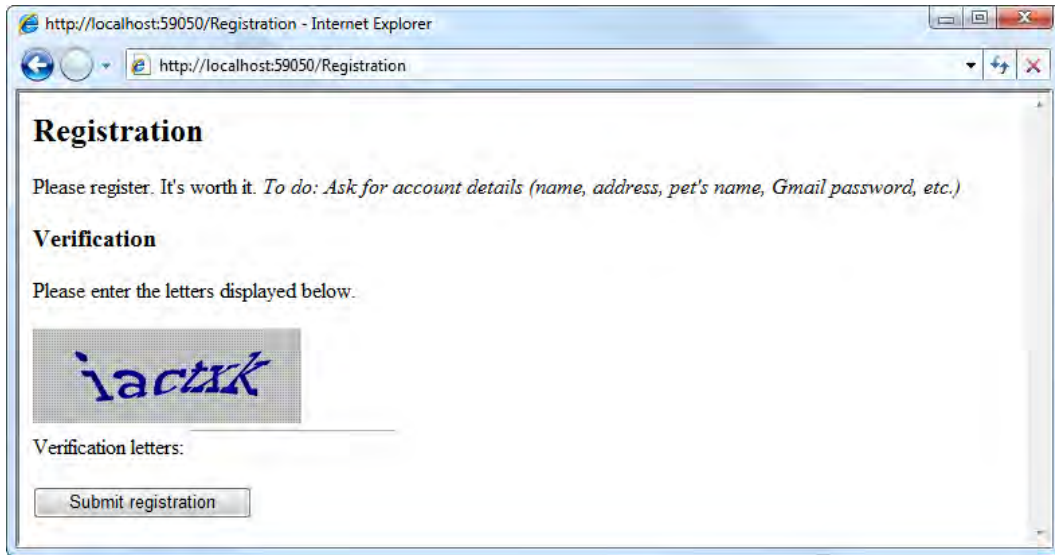 http://localhost:59050/Registration - Internet Explorer
http://localhost:59050/Registration
Registration
Please register. It's worth it. To do: Ask for account details (name, address, pet's name, Gmail password, etc.)
Verification
Please enter the letters displayed below.
iactxk
Verification letters:
Submit registration